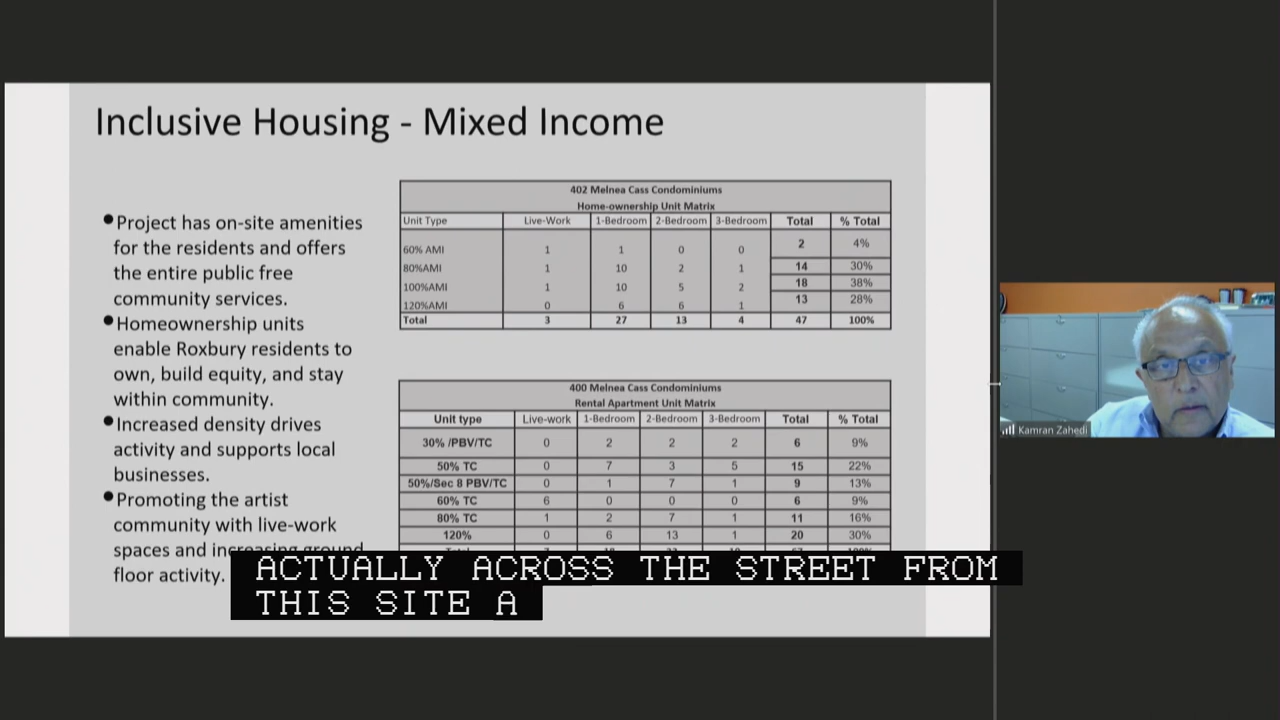 Inclusive Housing - Mixed Income
•Project has on-site amenities
for the residents and offers
the entire public free
community services.
•Homeownership units
enable Roxbury residents to
own, build equity, and stay
within community.
•Increased density drives
activity and supports local
businesses.
•Promoting the artist
community with live-work
spaces and increasing ground
floor activity.
402 Melnea Cass Condominiums
Home-ownership Unit Matrix
Unit Type Live-Work 1-Bedroom 2-Bedroom 3-Bedroom Total % Total
60% AMI 1 1 0 0 2 4%
80%AMI 1 10 2 1 14 30%
100%AMI 1 10 5 2 18 38%
120%AMI 0 6 6 1 13 28%
Total 3 27 13 4 47 100%
400 Melnea Cass Condominiums
Rental Apartment Unit Matrix
Unit type Live-work 1-Bedroom 2-Bedroom 3-Bedroom Total % Total
30% /PBV/TC 0 2 2 2 6 9%
50% TC 0 7 3 5 15 22%
50%/Sec 8 PBV/TC 0 1 7 1 9 13%
60% TC 6 0 0 0 6 9%
80% TC 1 2 7 1 11 16%
120% 0 6 13 1 20 30%
ACTUALLY ACROSS THE STREET FROM
THIS SITE A
Kamran Zahedi